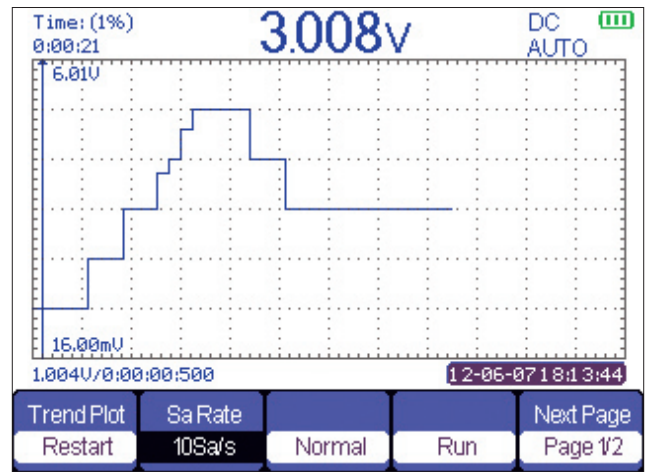 Time: (1%) 3.008V DC
0:00:21 AUTO
6.01V
16.00mV
1.004V/0:00:00:500 12-06-07 18:13:44
Trend Plot Sa Rate Next Page
Restart 10Sa/s Normal Run Page 1/2